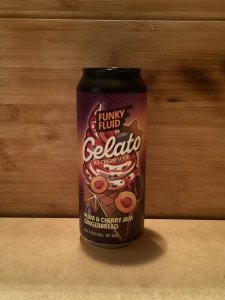 FUNKY
FLUID
Gelato
ICE CREAM SOUR
PLUM & CHERRY JAM
GINGERBREAD